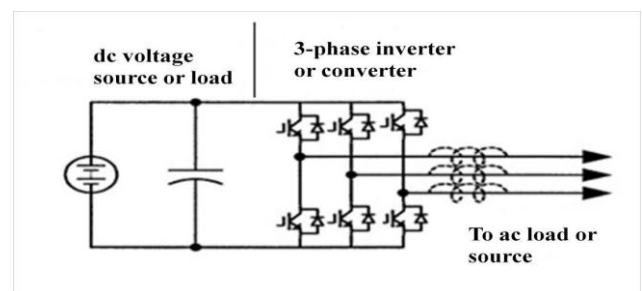 dc voltage
source or load
3-phase inverter
or converter
To ac load or
source